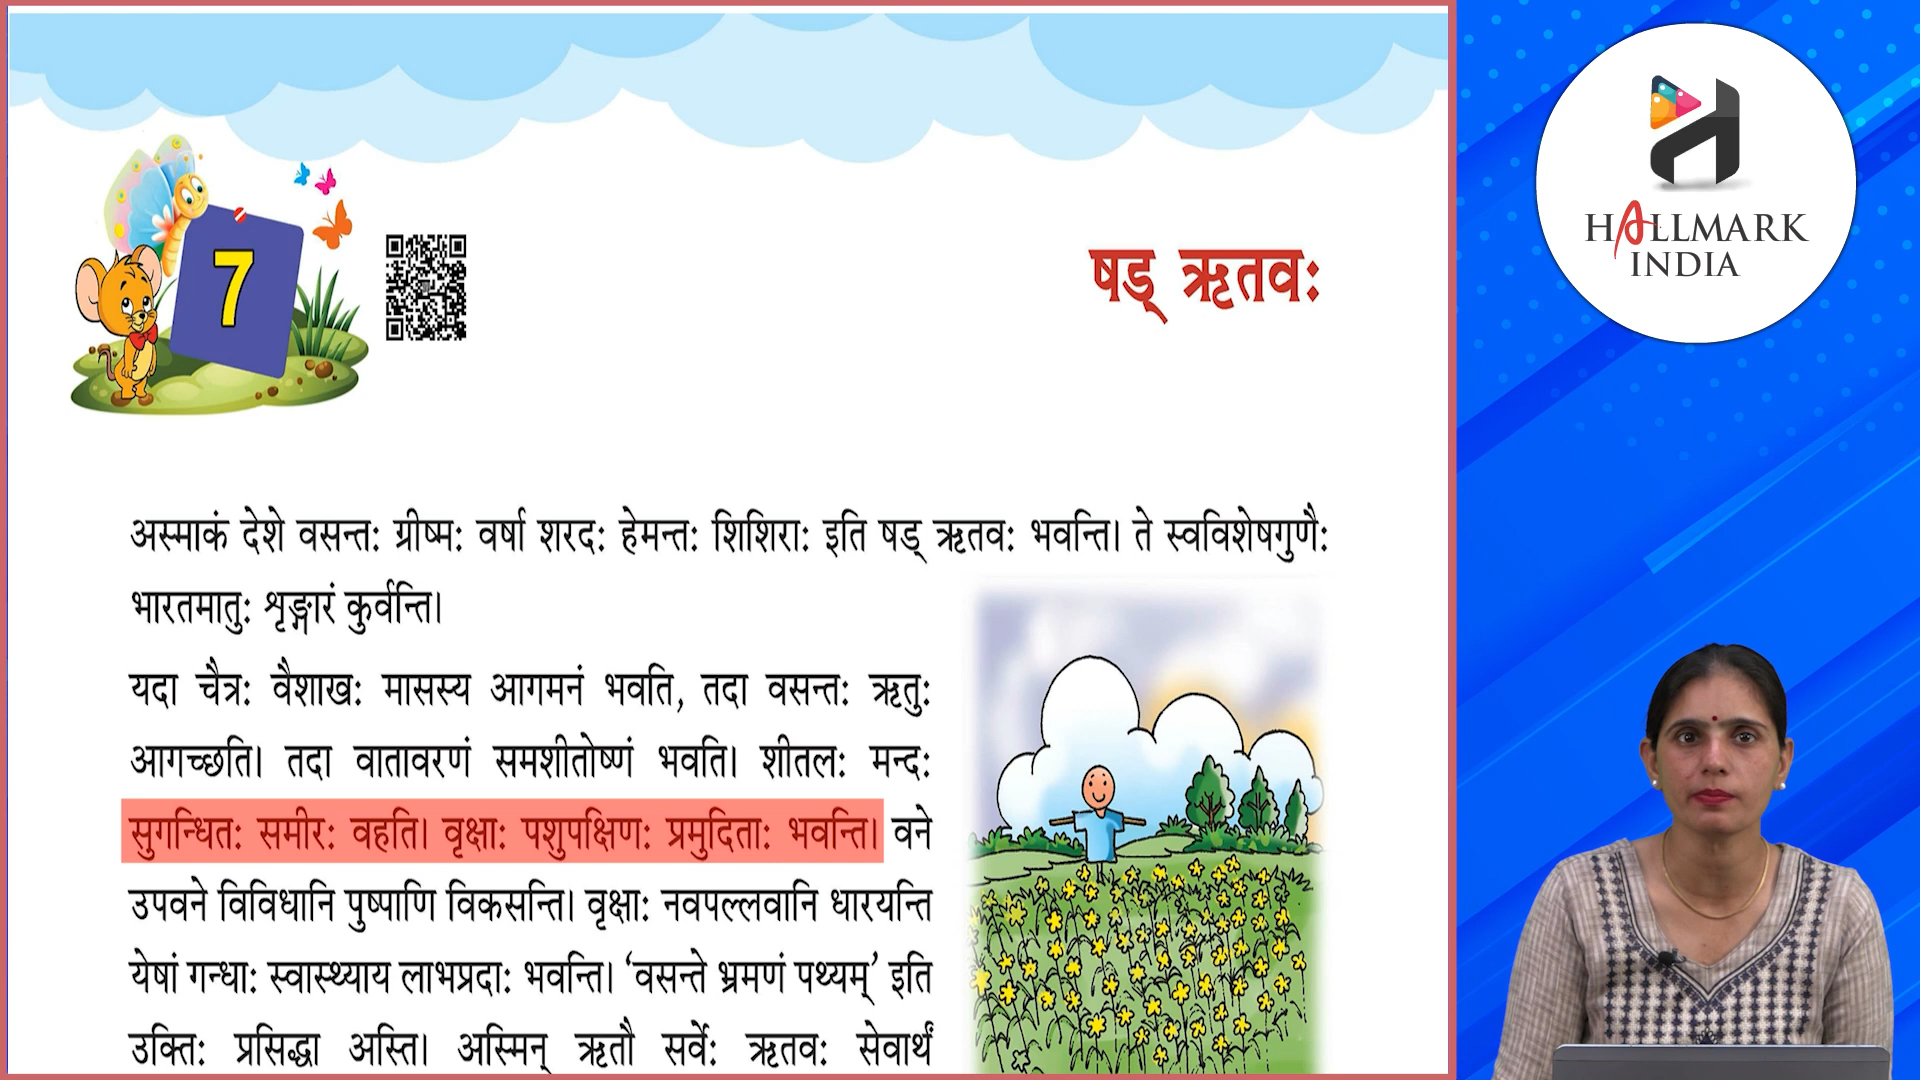 7
षड् ऋतवः
अस्माकं देशे वसन्तः ग्रीष्मः वर्षा शरदः हेमन्तः शिशिराः इति षड् ऋतवः भवन्ति। ते स्वविशेषगुणैः
भारतमातुः शृङ्गारं कुर्वन्ति।
यदा चैत्रः वैशाखः मासस्य आगमनं भवति, तदा वसन्तः ऋतुः
आगच्छति। तदा वातावरणं समशीतोष्णं भवति। शीतलः मन्दः
सुगन्धितः समीरः वहति। वृक्षाः पशुपक्षिणः प्रमुदिताः भवन्ति। वने
उपवने विविधानि पुष्पाणि विकसन्ति। वृक्षाः नवपल्लवानि धारयन्ति
येषां गन्धाः स्वास्थ्याय लाभप्रदाः भवन्ति। ‘वसन्ते भ्रमणं पथ्यम्’ इति
उक्तिः प्रसिद्धा अस्ति। अस्मिन् ऋतौ सर्वेः ऋतवः सेवार्थं
HALLMARK
INDIA